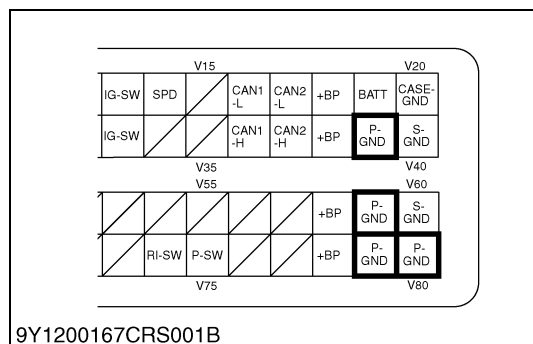 V15 V20
IG-SW SPD CAN1-L CAN2-L +BP BATT CASE-GND
IG-SW CAN1-H CAN2-H +BP P-GND S-GND
V35 V40
V55 V60
+BP P-GND S-GND
RI-SW P-SW +BP P-GND P-GND
V75 V80
9Y1200167CRS001B